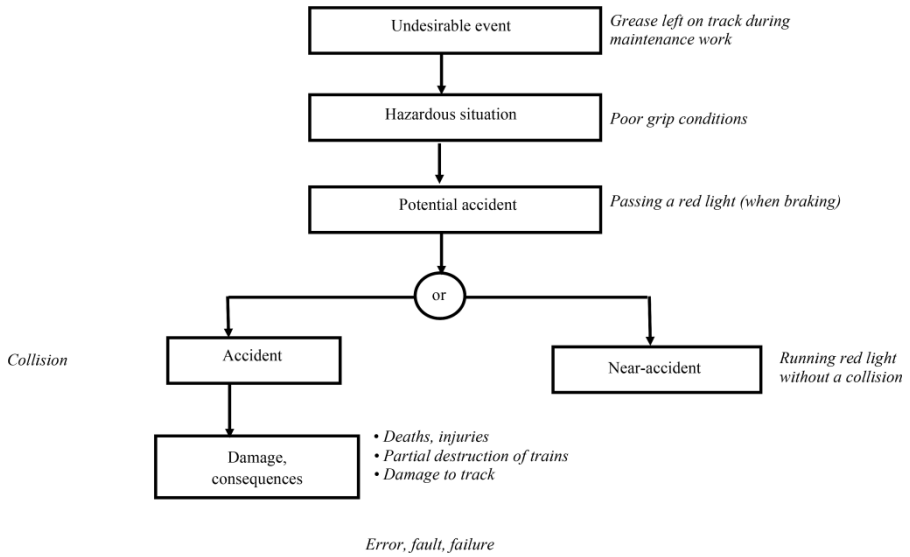 Undesirable event
Grease left on track during
maintenance work
Hazardous situation
Poor grip conditions
Potential accident
Passing a red light (when braking)
or
Collision
Accident
Near-accident
Running red light
without a collision
Damage,
consequences
• Deaths, injuries
• Partial destruction of trains
• Damage to track
Error, fault, failure